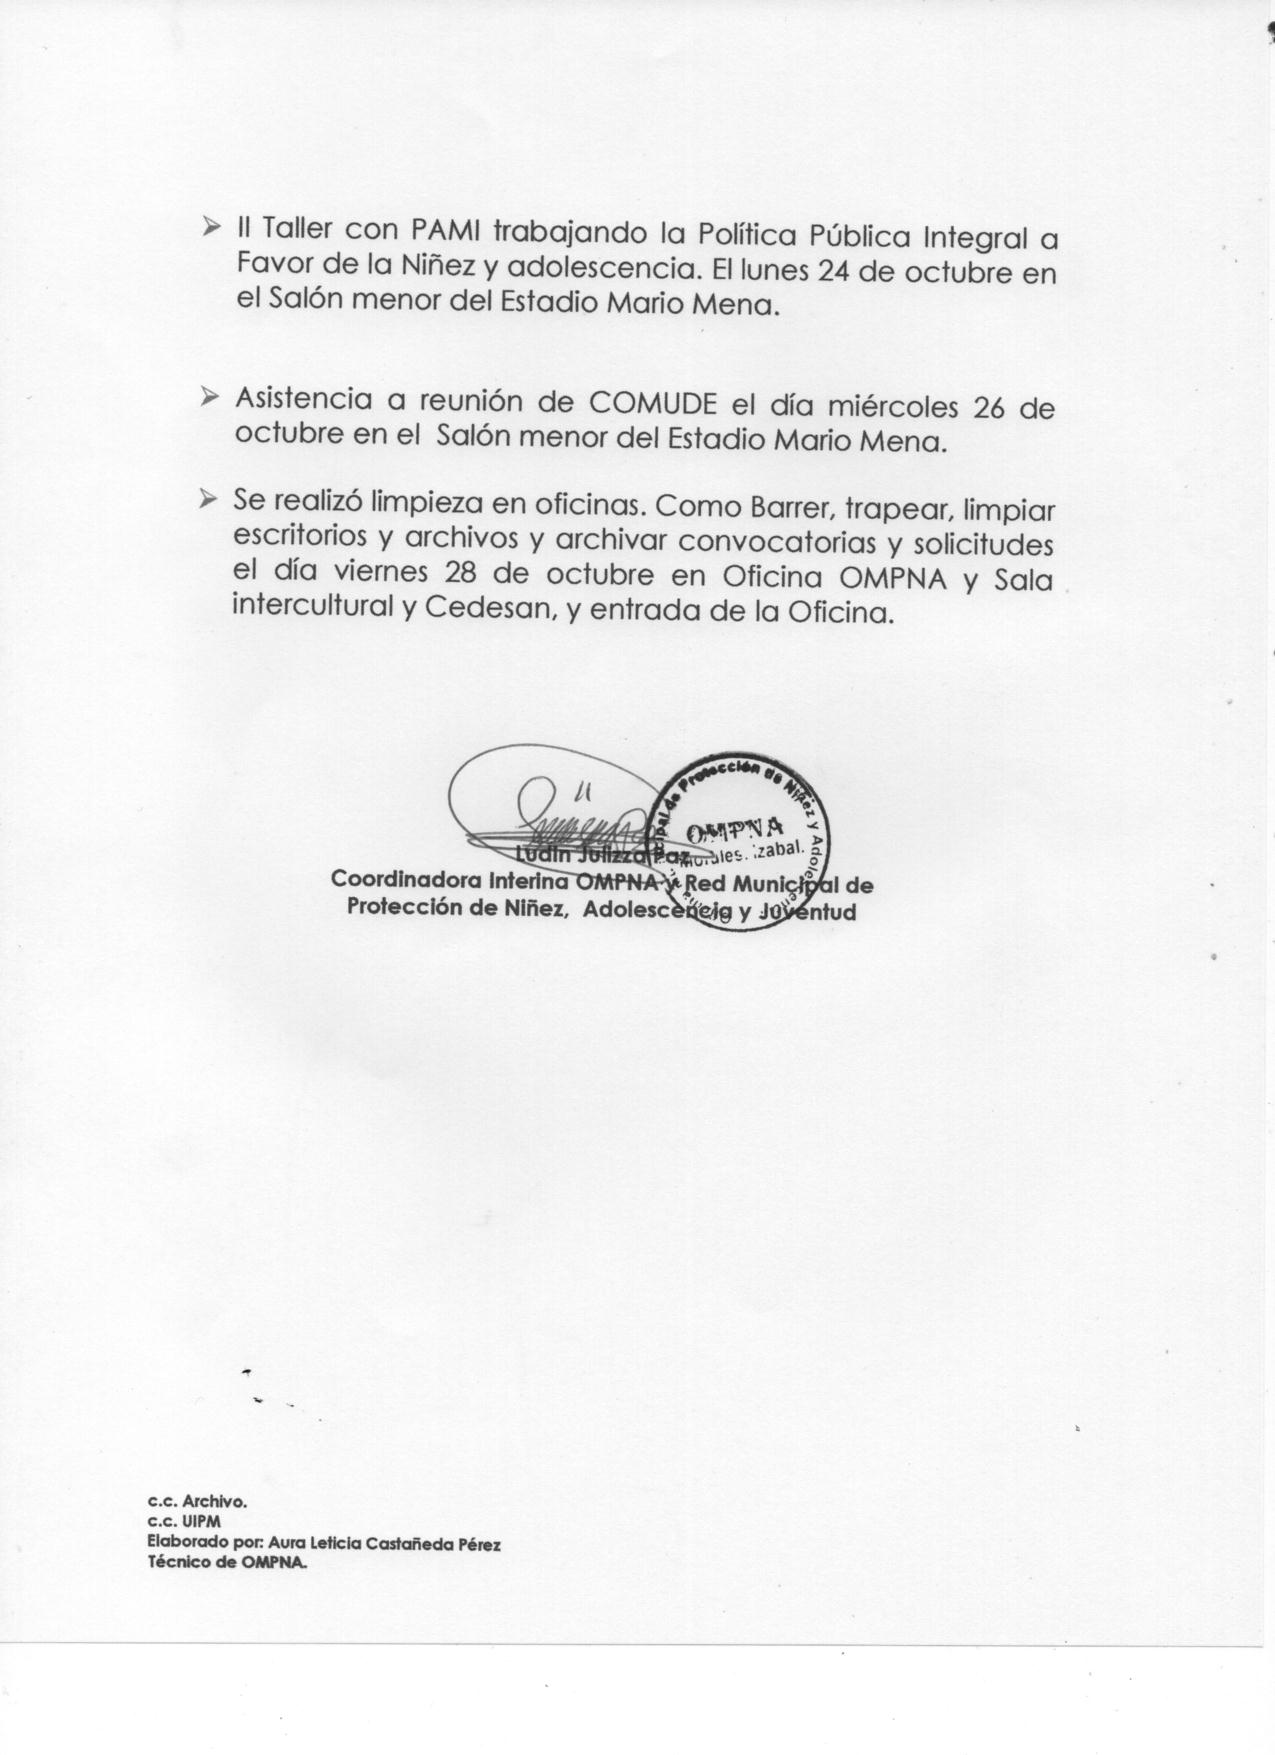 ➢ II Taller con PAMI trabajando la Política Pública Integral a
Favor de la Niñez y adolescencia. El lunes 24 de octubre en
el Salón menor del Estadio Mario Mena.
➢ Asistencia a reunión de COMUDE el día miércoles 26 de
octubre en el Salón menor del Estadio Mario Mena.
➢ Se realizó limpieza en oficinas. Como Barrer, trapear, limpiar
escritorios y archivos y archivar convocatorias y solicitudes
el día viernes 28 de octubre en Oficina OMPNA y Sala
intercultural y Cedesan, y entrada de la Oficina.
de Protección de Niñez y
OMPNA
Morales. Izabal.
Ludin Julizza Paz
Coordinadora Interina OMPNA y Red Municipal de
Protección de Niñez, Adolescencia y Juventud
c.c. Archivo.
c.c. UIPM
Elaborado por: Aura Leticia Castañeda Pérez
Técnico de OMPNA.